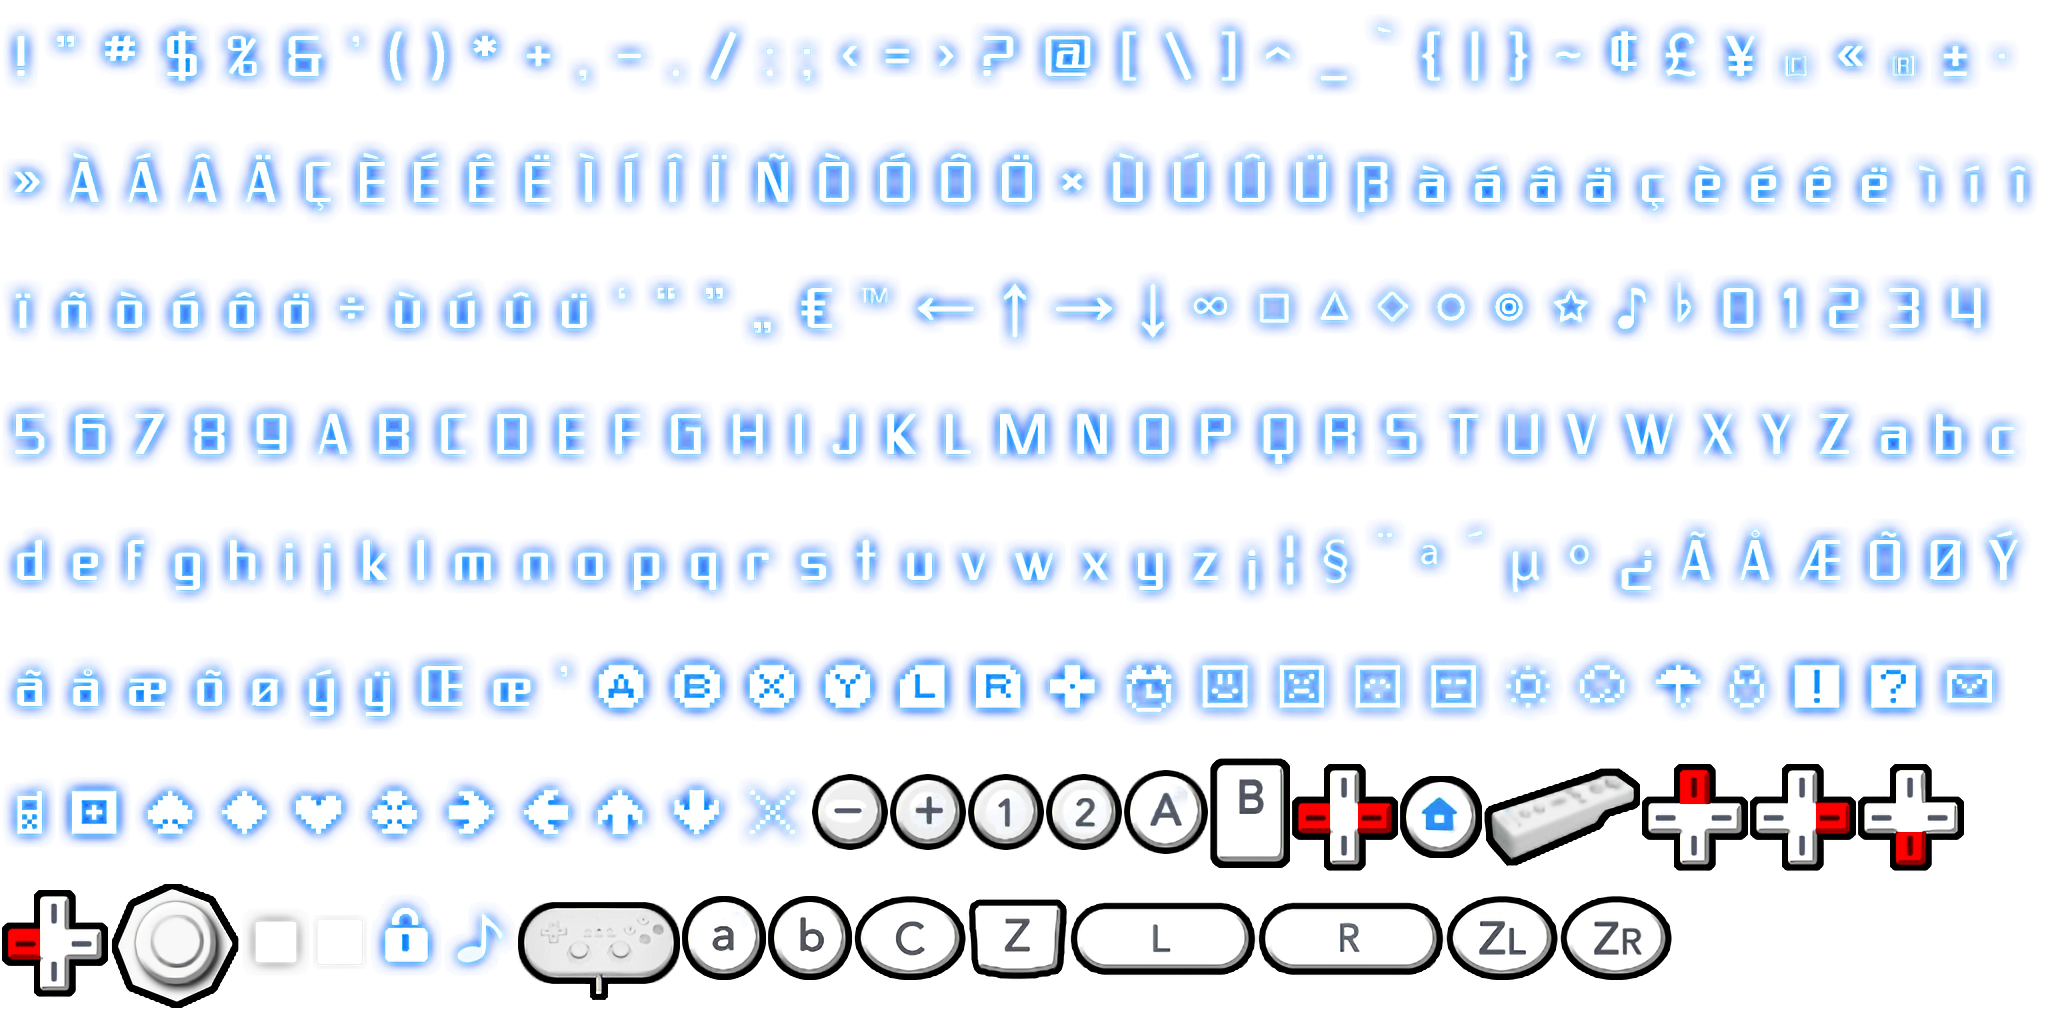 ! " # $ % & ' ( ) * + , - . / : ; ‹ = › ? @ [ \ ] ^ _ ` { | } ~ ¢ £ ¥ © « ® ± ·
» À Á Â Ä Ç È É Ê Ë Ì Í Î Ï Ñ Ò Ó Ô Ö × Ù Ú Û Ü ß à á â ä ç è é ê ë ì í î
ï ñ ò ó ô ö ÷ ù ú û ü ‘ “ ” „ € ™ ← ↑ → ↓ ∞ □ △ ◇ ○ ◎ ☆ ♪ ♭ 0 1 2 3 4
5 6 7 8 9 A B C D E F G H I J K L M N O P Q R S T U V W X Y Z a b c
d e f g h i j k l m n o p q r s t u v w x y z ¡ ¦ § ¨ ª ´ µ º ¿ Ã Å Æ Õ Ø Ý
ã å æ õ ø ý ÿ Œ œ ’ A B X Y L R ! ?
♠ ♦ ♥ ♣ − + 1 2 A B
♪ a b C Z L R ZL ZR